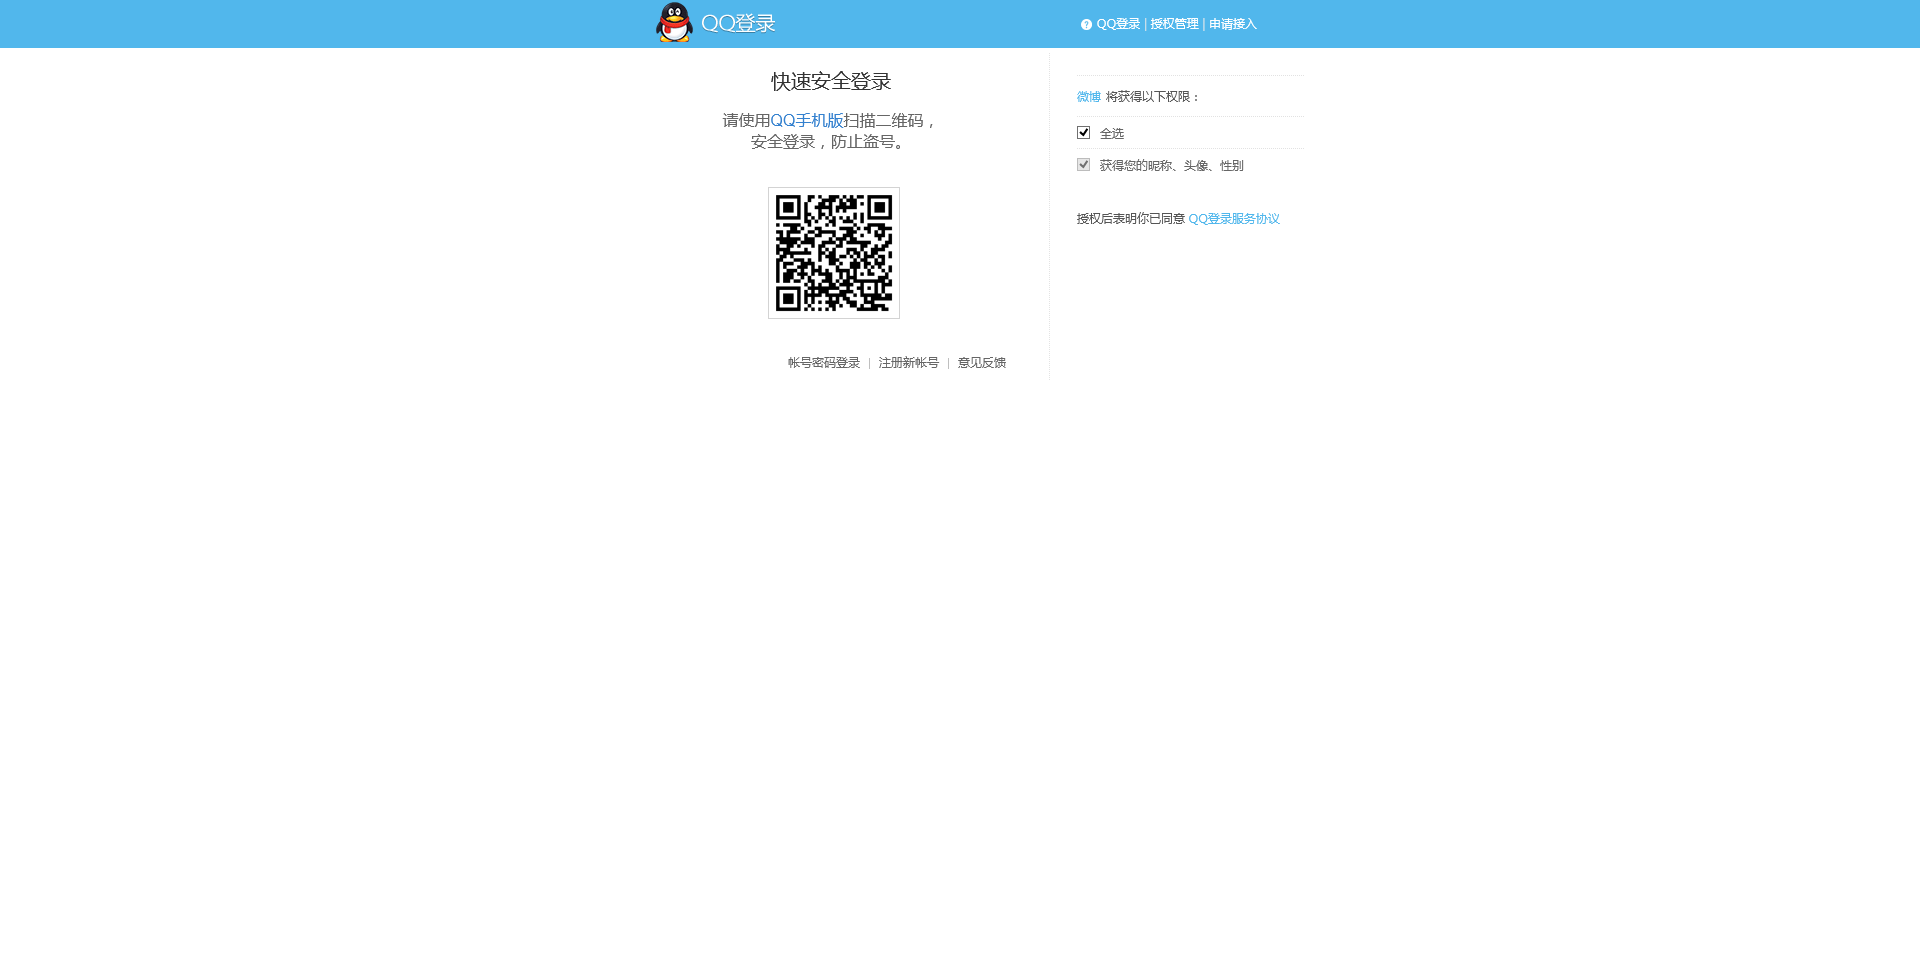 QQ登录
QQ登录 | 授权管理 | 申请接入
快速安全登录
请使用QQ手机版扫描二维码，
安全登录，防止盗号。
帐号密码登录 | 注册新帐号 | 意见反馈
微博 将获得以下权限：
全选
获得您的昵称、头像、性别
授权后表明你已同意 QQ登录服务协议